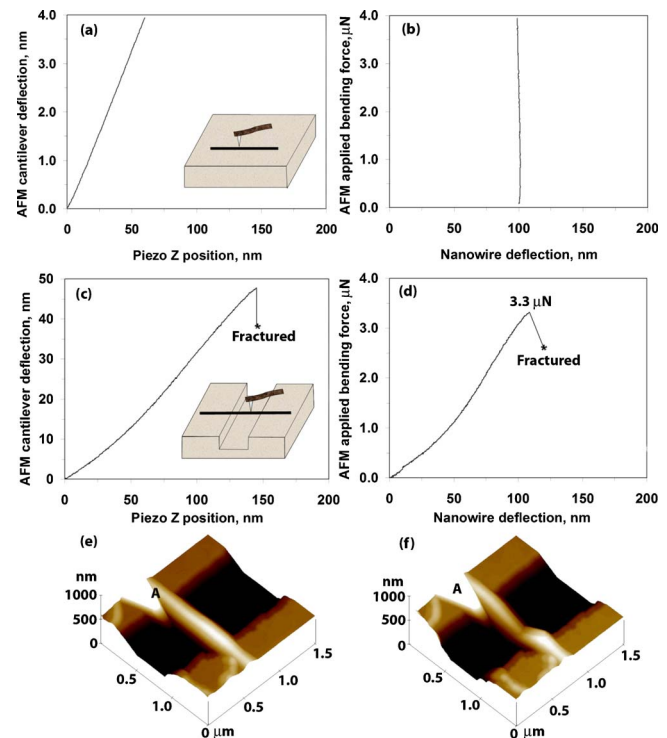 (a)
AFM cantilever deflection, nm
4.0
3.0
2.0
1.0
0.0
0 50 100 150 200
Piezo Z position, nm
(b)
AFM applied bending force, µN
4.0
3.0
2.0
1.0
0.0
0 50 100 150 200
Nanowire deflection, nm
(c)
AFM cantilever deflection, nm
50
40
30
20
10
0
Fractured
0 50 100 150 200
Piezo Z position, nm
(d)
AFM applied bending force, µN
4.0
3.0
2.0
1.0
0.0
3.3 µN
Fractured
0 50 100 150 200
Nanowire deflection, nm
(e)
nm
1000
500
0
A
0.5
1.0
0 µm
0.5
1.0
1.5
(f)
nm
1000
500
0
A
0.5
1.0
0 µm
0.5
1.0
1.5